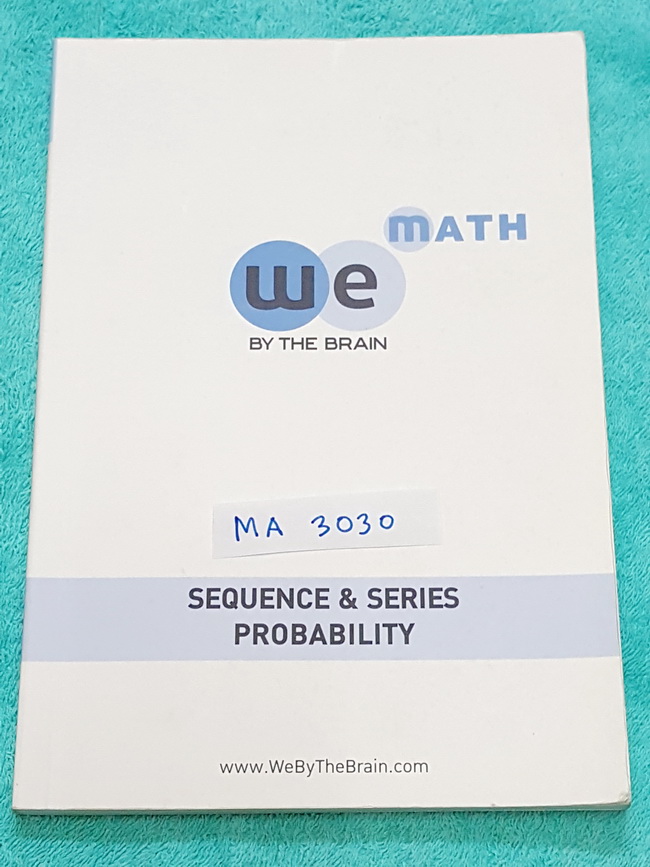 mATH
we
BY THE BRAIN
MA 3030
SEQUENCE & SERIES
PROBABILITY
www.WeByTheBrain.com